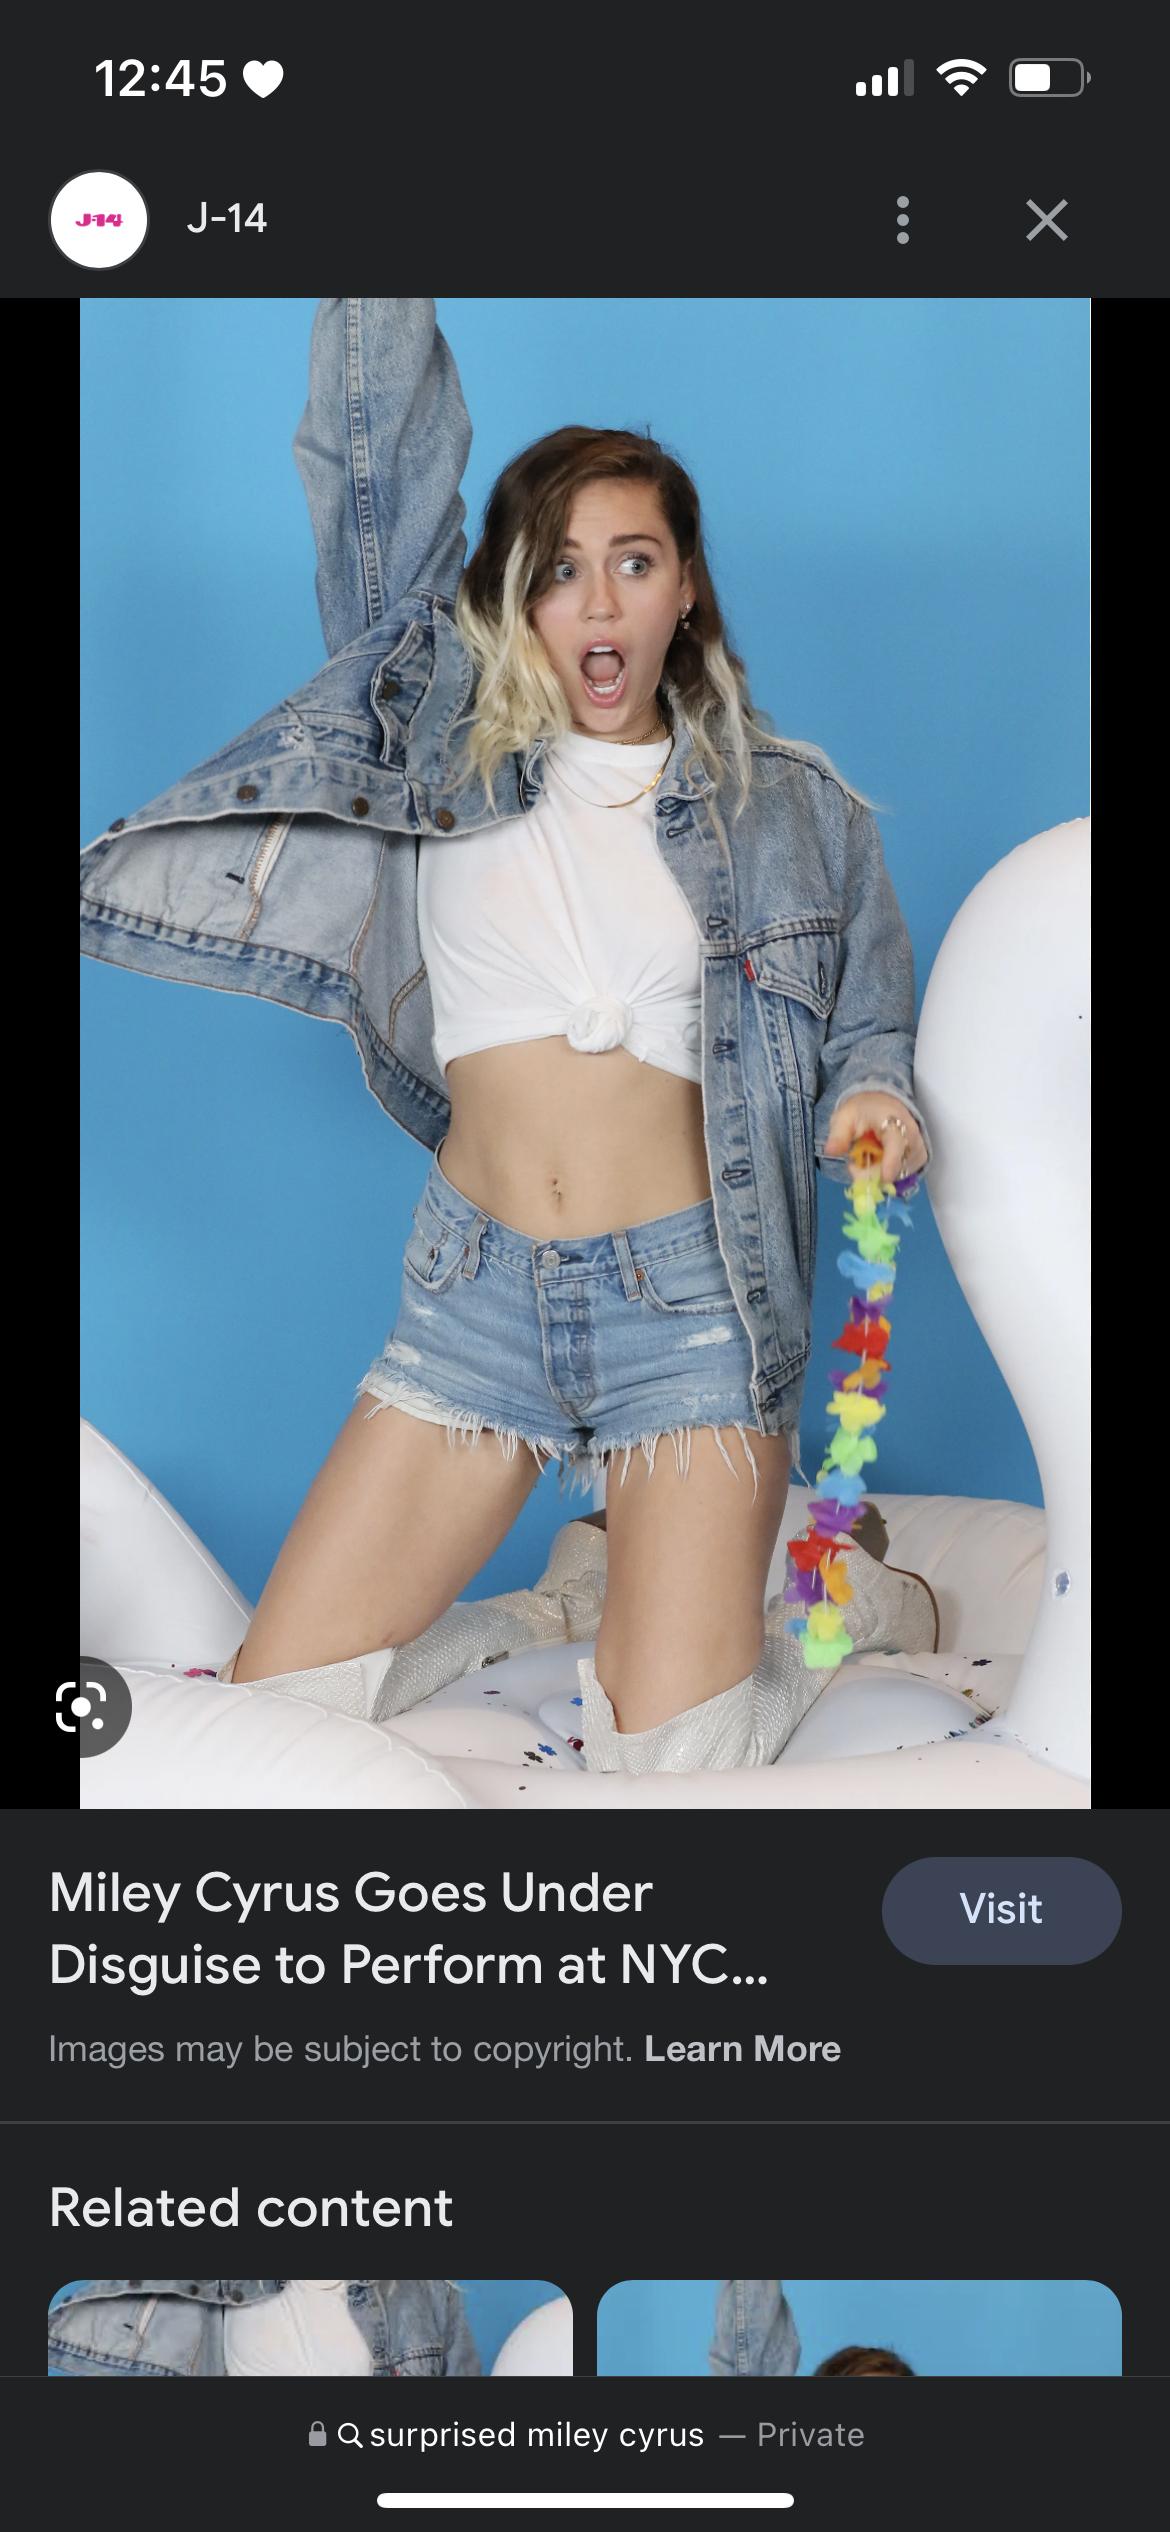 12:45
J-14
J-14
Miley Cyrus Goes Under
Disguise to Perform at NYC...
Visit
Images may be subject to copyright. Learn More
Related content
surprised miley cyrus — Private